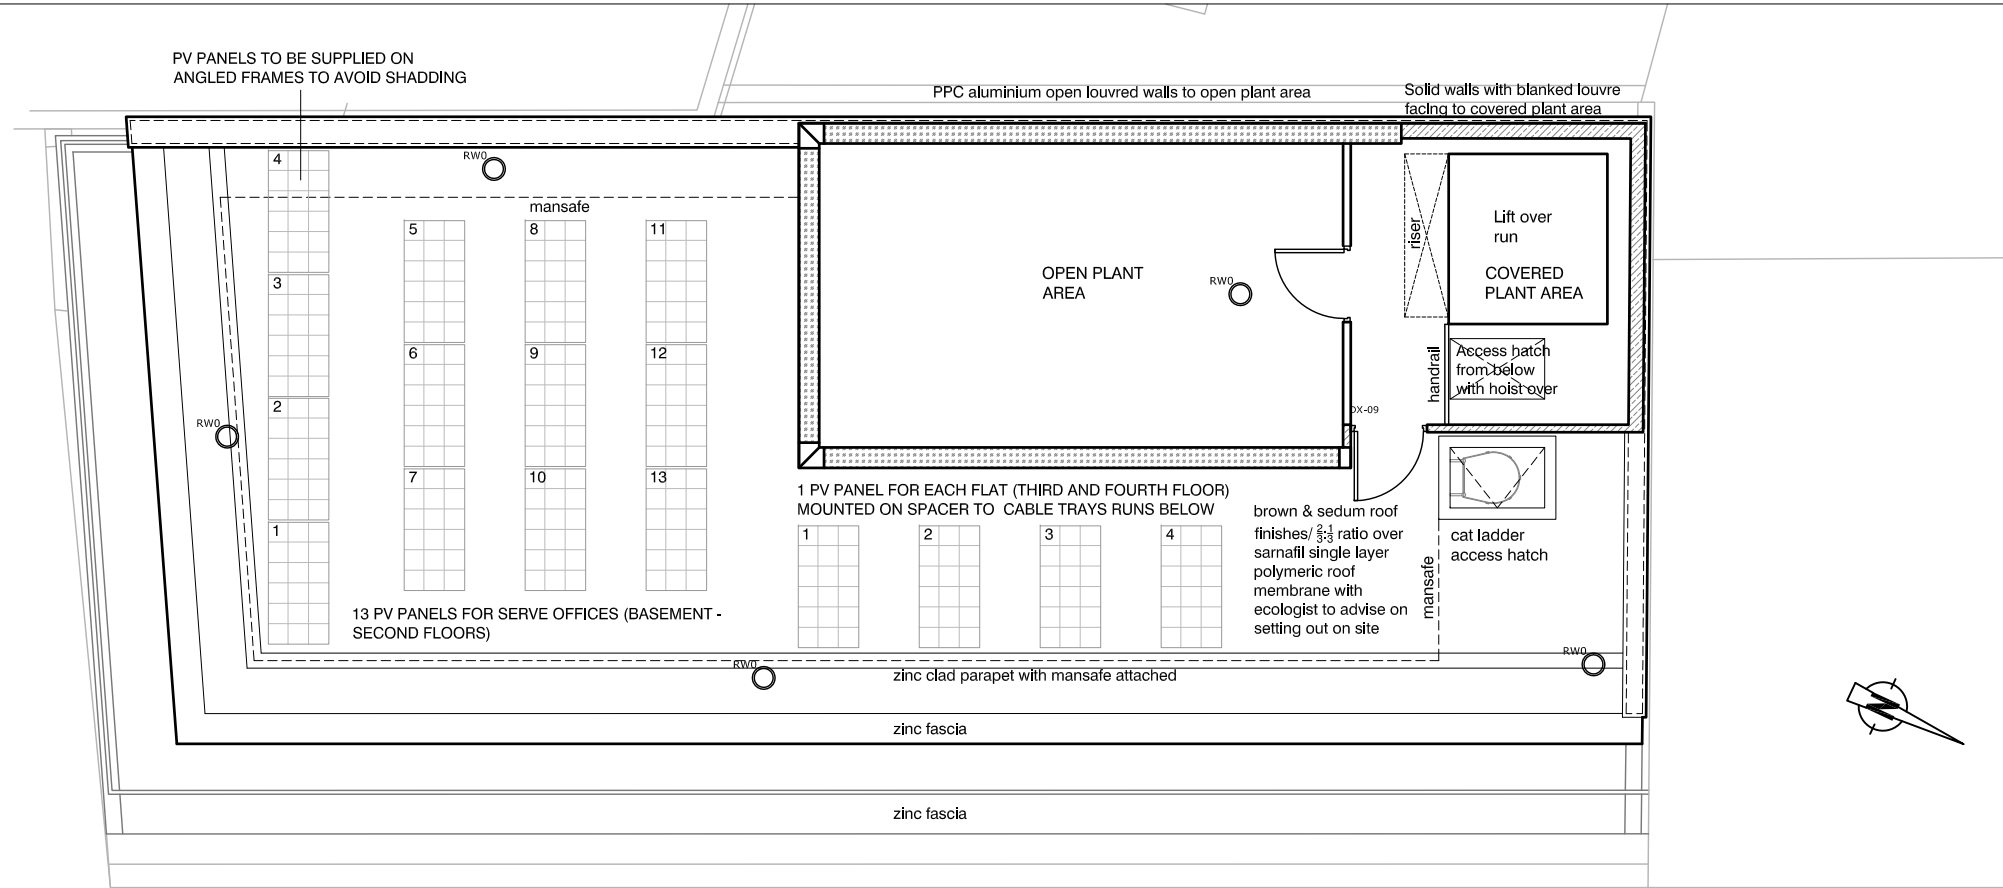 PV PANELS TO BE SUPPLIED ON
ANGLED FRAMES TO AVOID SHADDING
PPC aluminium open louvred walls to open plant area
Solid walls with blanked louvre
facing to covered plant area
4
3
2
1
RWO
mansafe
5
6
7
8
9
10
11
12
13
RWO
13 PV PANELS FOR SERVE OFFICES (BASEMENT -
SECOND FLOORS)
OPEN PLANT
AREA
RWO
riser
Lift over
run
COVERED
PLANT AREA
handrail
Access hatch
from below
with hoist over
DX-09
1 PV PANEL FOR EACH FLAT (THIRD AND FOURTH FLOOR)
MOUNTED ON SPACER TO CABLE TRAYS RUNS BELOW
1
2
3
4
brown & sedum roof
finishes/ 2/3:1/3 ratio over
sarnafil single layer
polymeric roof
membrane with
ecologist to advise on
setting out on site
mansafe
cat ladder
access hatch
RWO
RWO
zinc clad parapet with mansafe attached
zinc fascia
zinc fascia
N